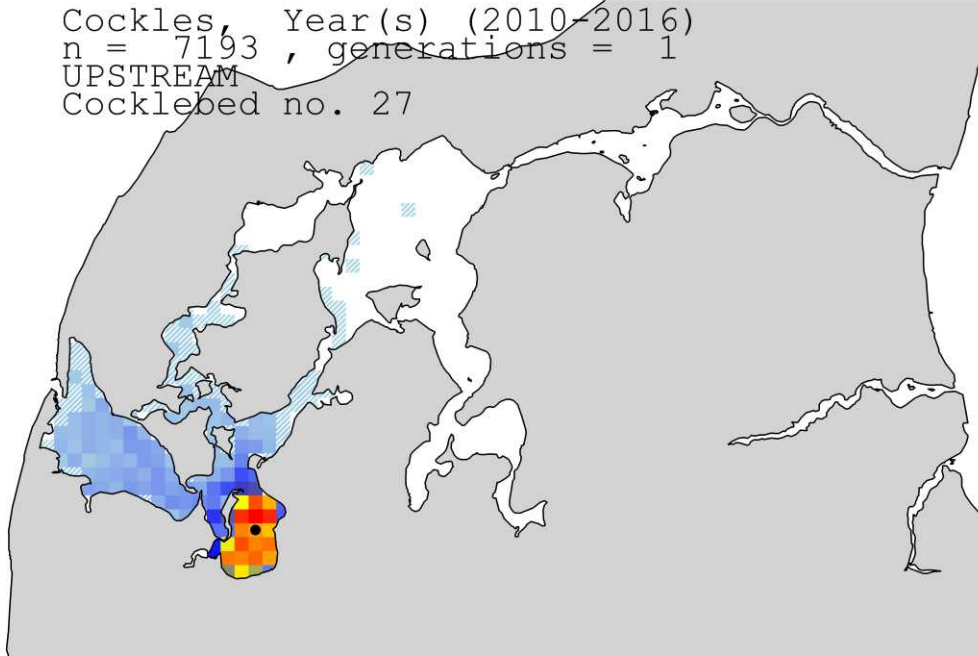 Cockles,   Year(s) (2010-2016)
n =   7193 , generations =  1
UPSTREAM
Cocklebed no. 27